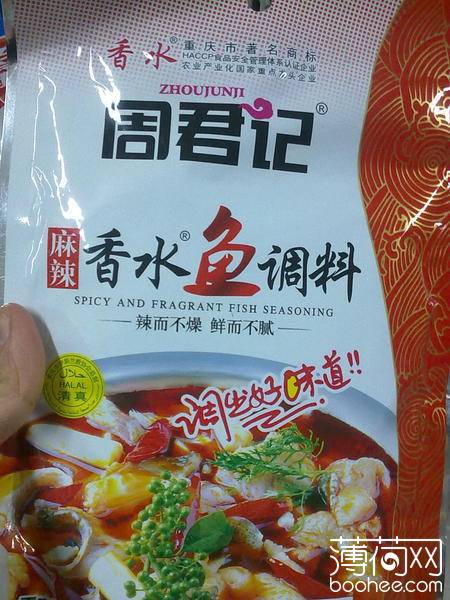 香水® 重庆市著名商标
HACCP食品安全管理体系认证企业
农业产业化国家重点龙头企业
ZHOUJUNJI
周君记®
麻辣 香水®鱼调料
SPICY AND FRAGRANT FISH SEASONING
辣而不燥 鲜而不腻
调出好味道!!
HALAL
清真
薄荷网
boohee.com